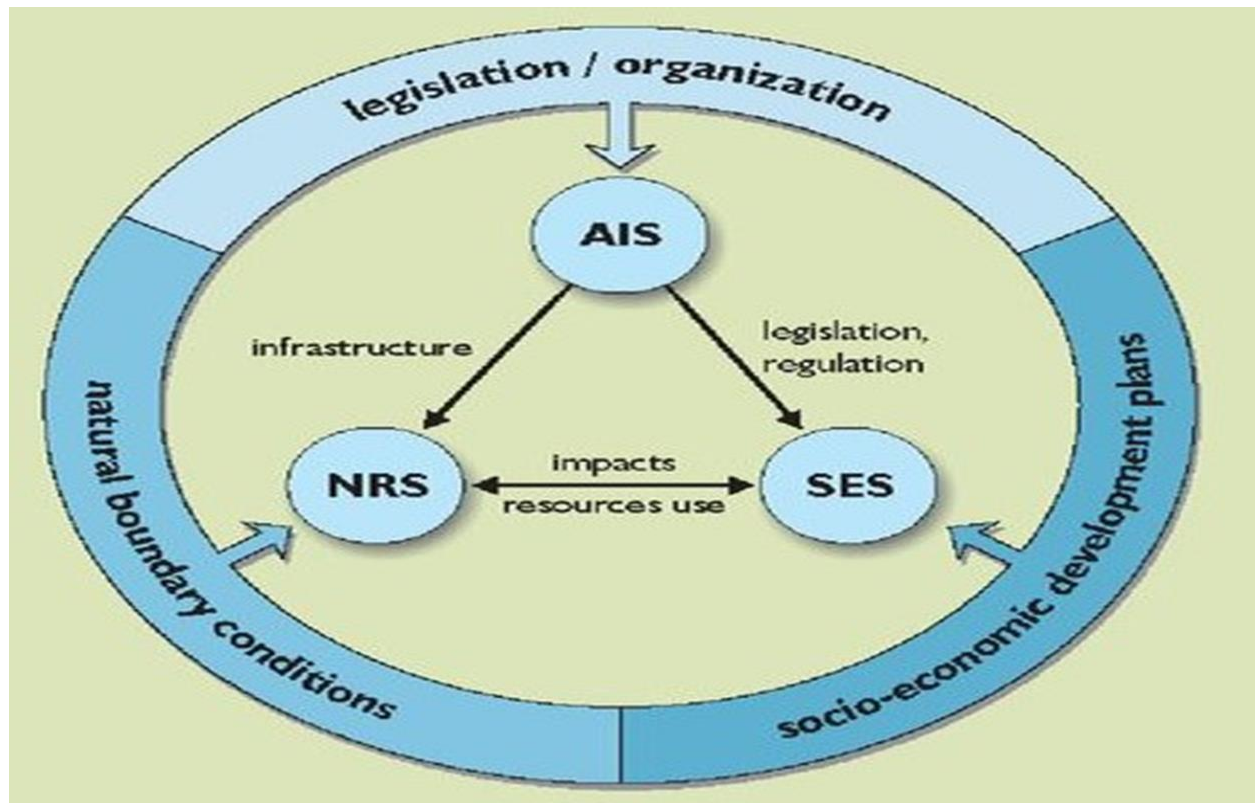 legislation / organization
AIS
infrastructure
legislation,
regulation
NRS
impacts
resources use
SES
natural boundary conditions
socio-economic development plans